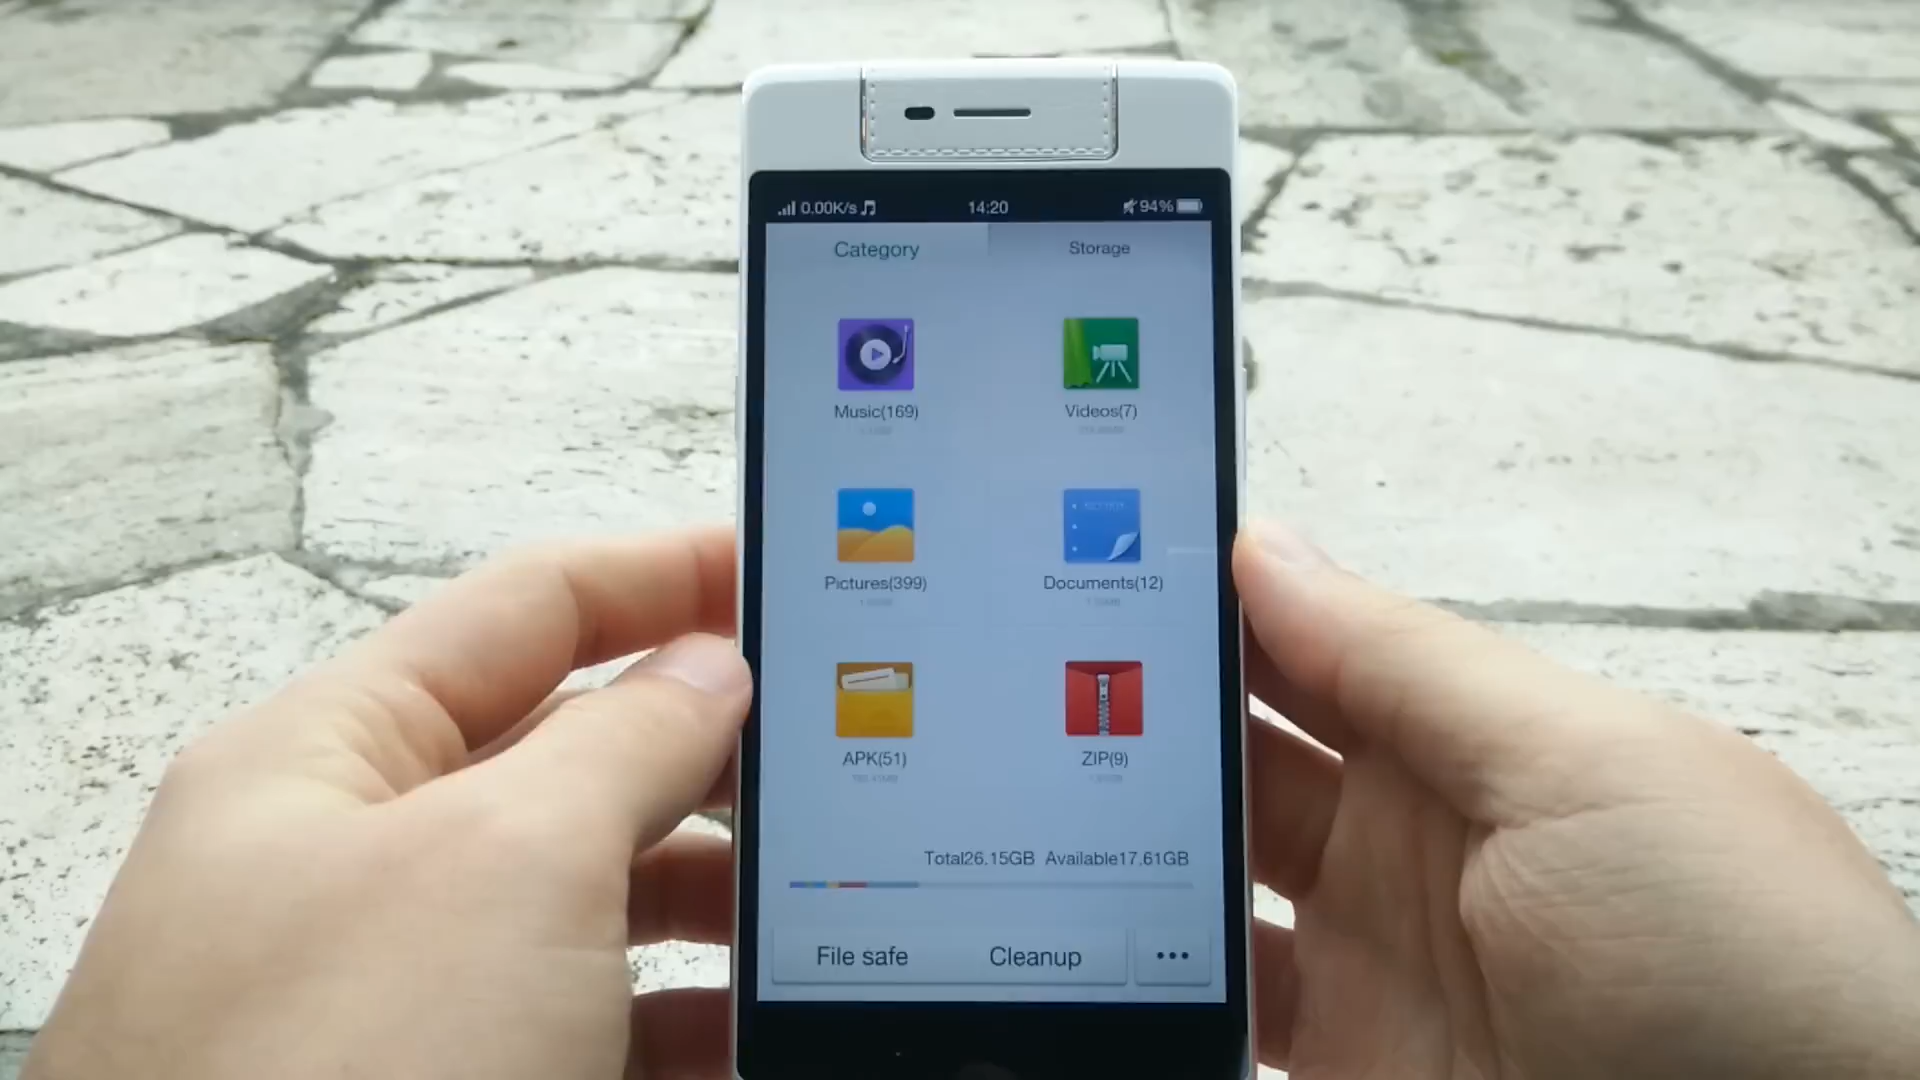 0.00K/s 14:20 94%
Category Storage
Music(169) Videos(7)
Pictures(399) Documents(12)
APK(51) ZIP(9)
Total26.15GB Available17.61GB
File safe Cleanup •••